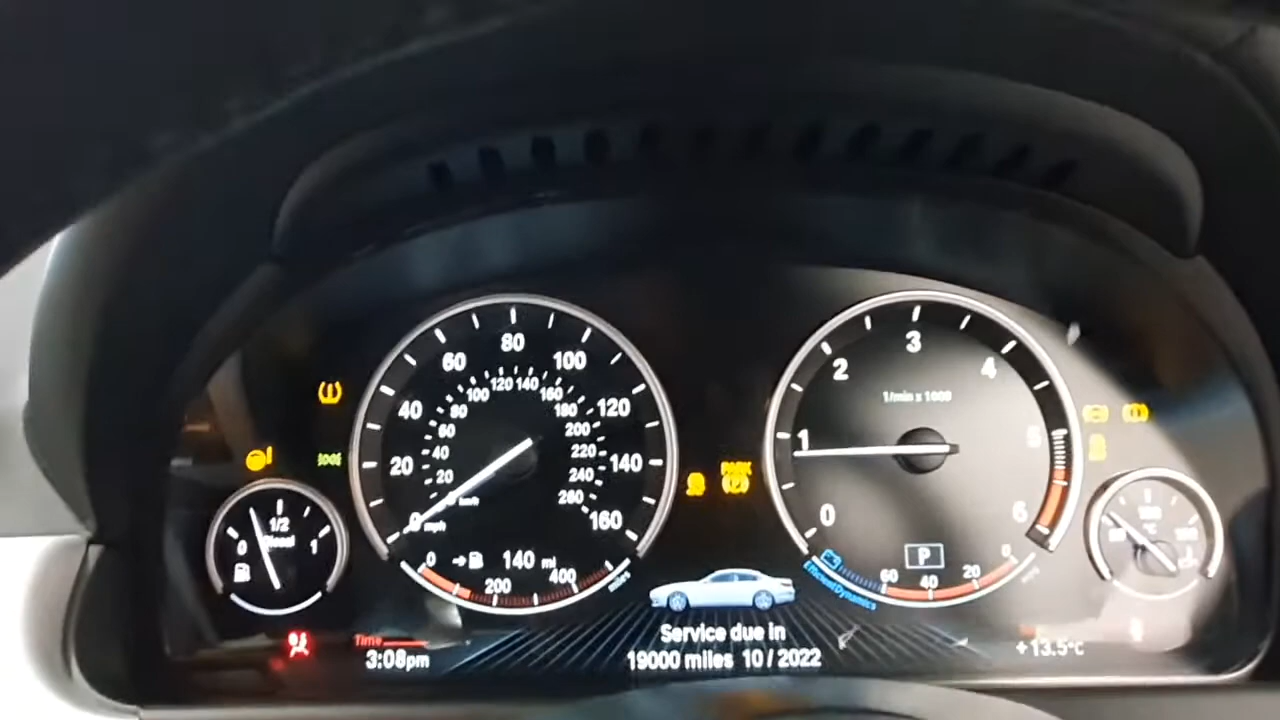 80
60
100
40
120
20
140
0 mph
160
120 140
100
160
80
180
60
200
40
220
20
240
km/h
260
0
140 mi
200
400
miles
1/2
0
1
Diesel
PARK
3
2
4
1/min x 1000
1
5
0
6
P
60
40
20
0
EfficientDynamics
Time
3:08pm
Service due in
19000 miles 10 / 2022
+13.5°C
°C